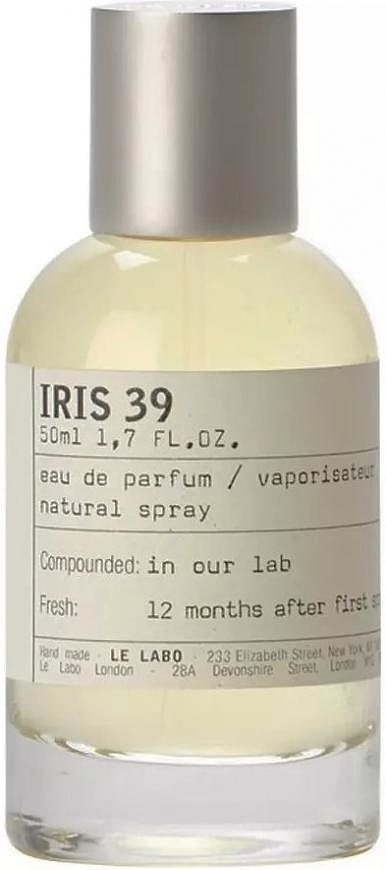 IRIS 39
50ml 1,7 FL.OZ.
eau de parfum / vaporisateur
natural spray
Compounded: in our lab
Fresh: 12 months after first
Hand made - LE LABO - 233 Elizabeth Street, New York,
Le Labo London - 28A Devonshire Street, London